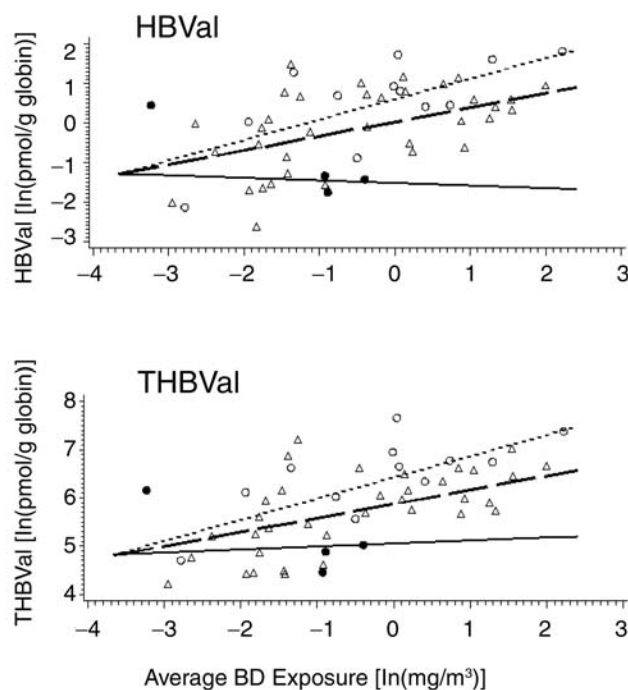 HBVal
HBVal [ln(pmol/g globin)]
2
1
0
–1
–2
–3
–4 –3 –2 –1 0 1 2 3
THBVal
THBVal [ln(pmol/g globin)]
8
7
6
5
4
–4 –3 –2 –1 0 1 2 3
Average BD Exposure [ln(mg/m³)]